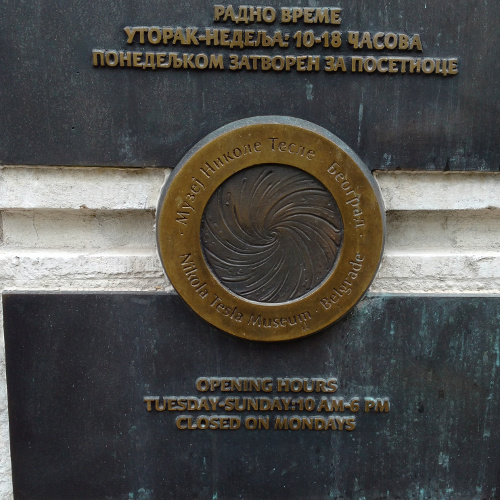 РАДНО ВРЕМЕ
УТОРАК-НЕДЕЉА: 10-18 ЧАСОВА
ПОНЕДЕЉКОМ ЗАТВОРЕН ЗА ПОСЕТИОЦЕ
Музеј Николе Тесле · Београд ·
Nikola Tesla Museum · Belgrade
OPENING HOURS
TUESDAY-SUNDAY: 10 AM-6 PM
CLOSED ON MONDAYS